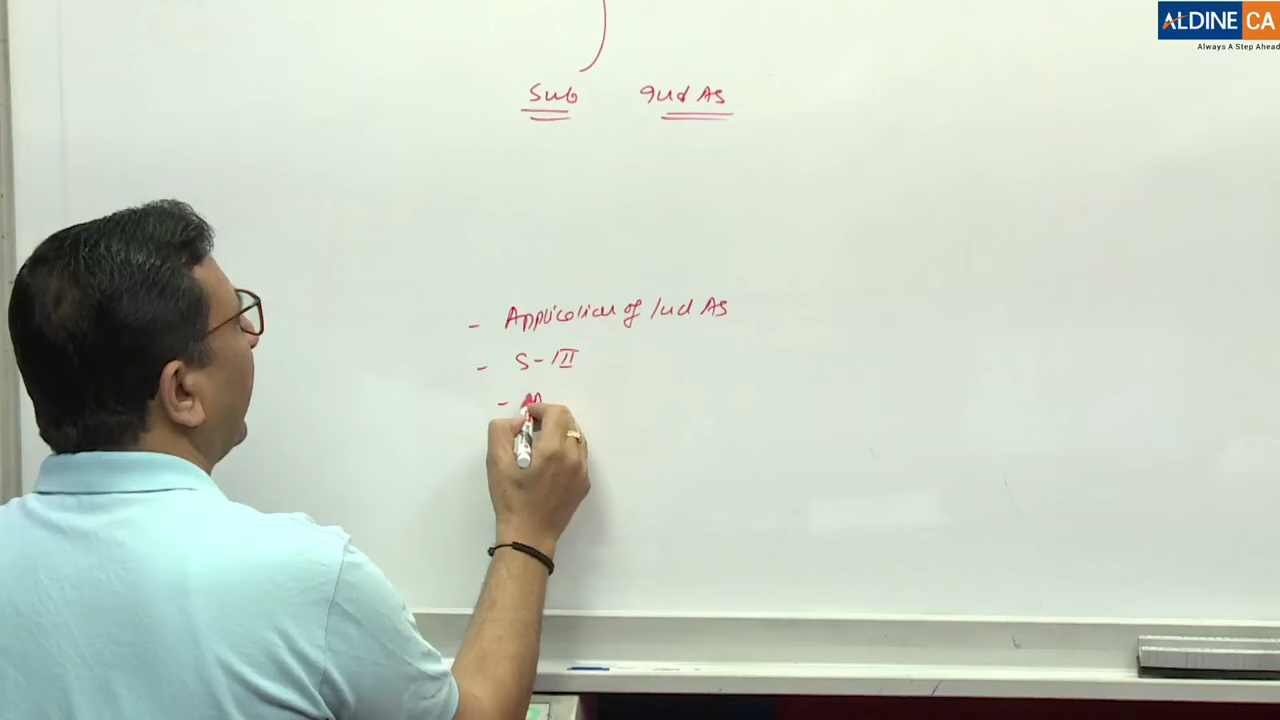 ALDINE CA
Always A Step Ahead
Sub Ind AS
- Application of Ind AS
- S-III
-